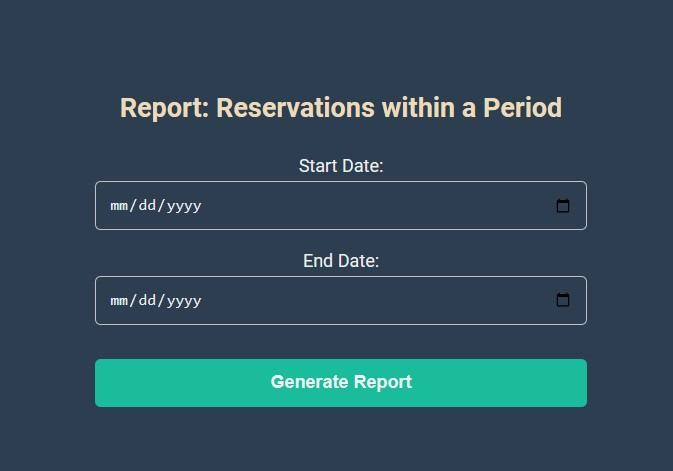 Report: Reservations within a Period
Start Date:
mm/dd/yyyy
End Date:
mm/dd/yyyy
Generate Report